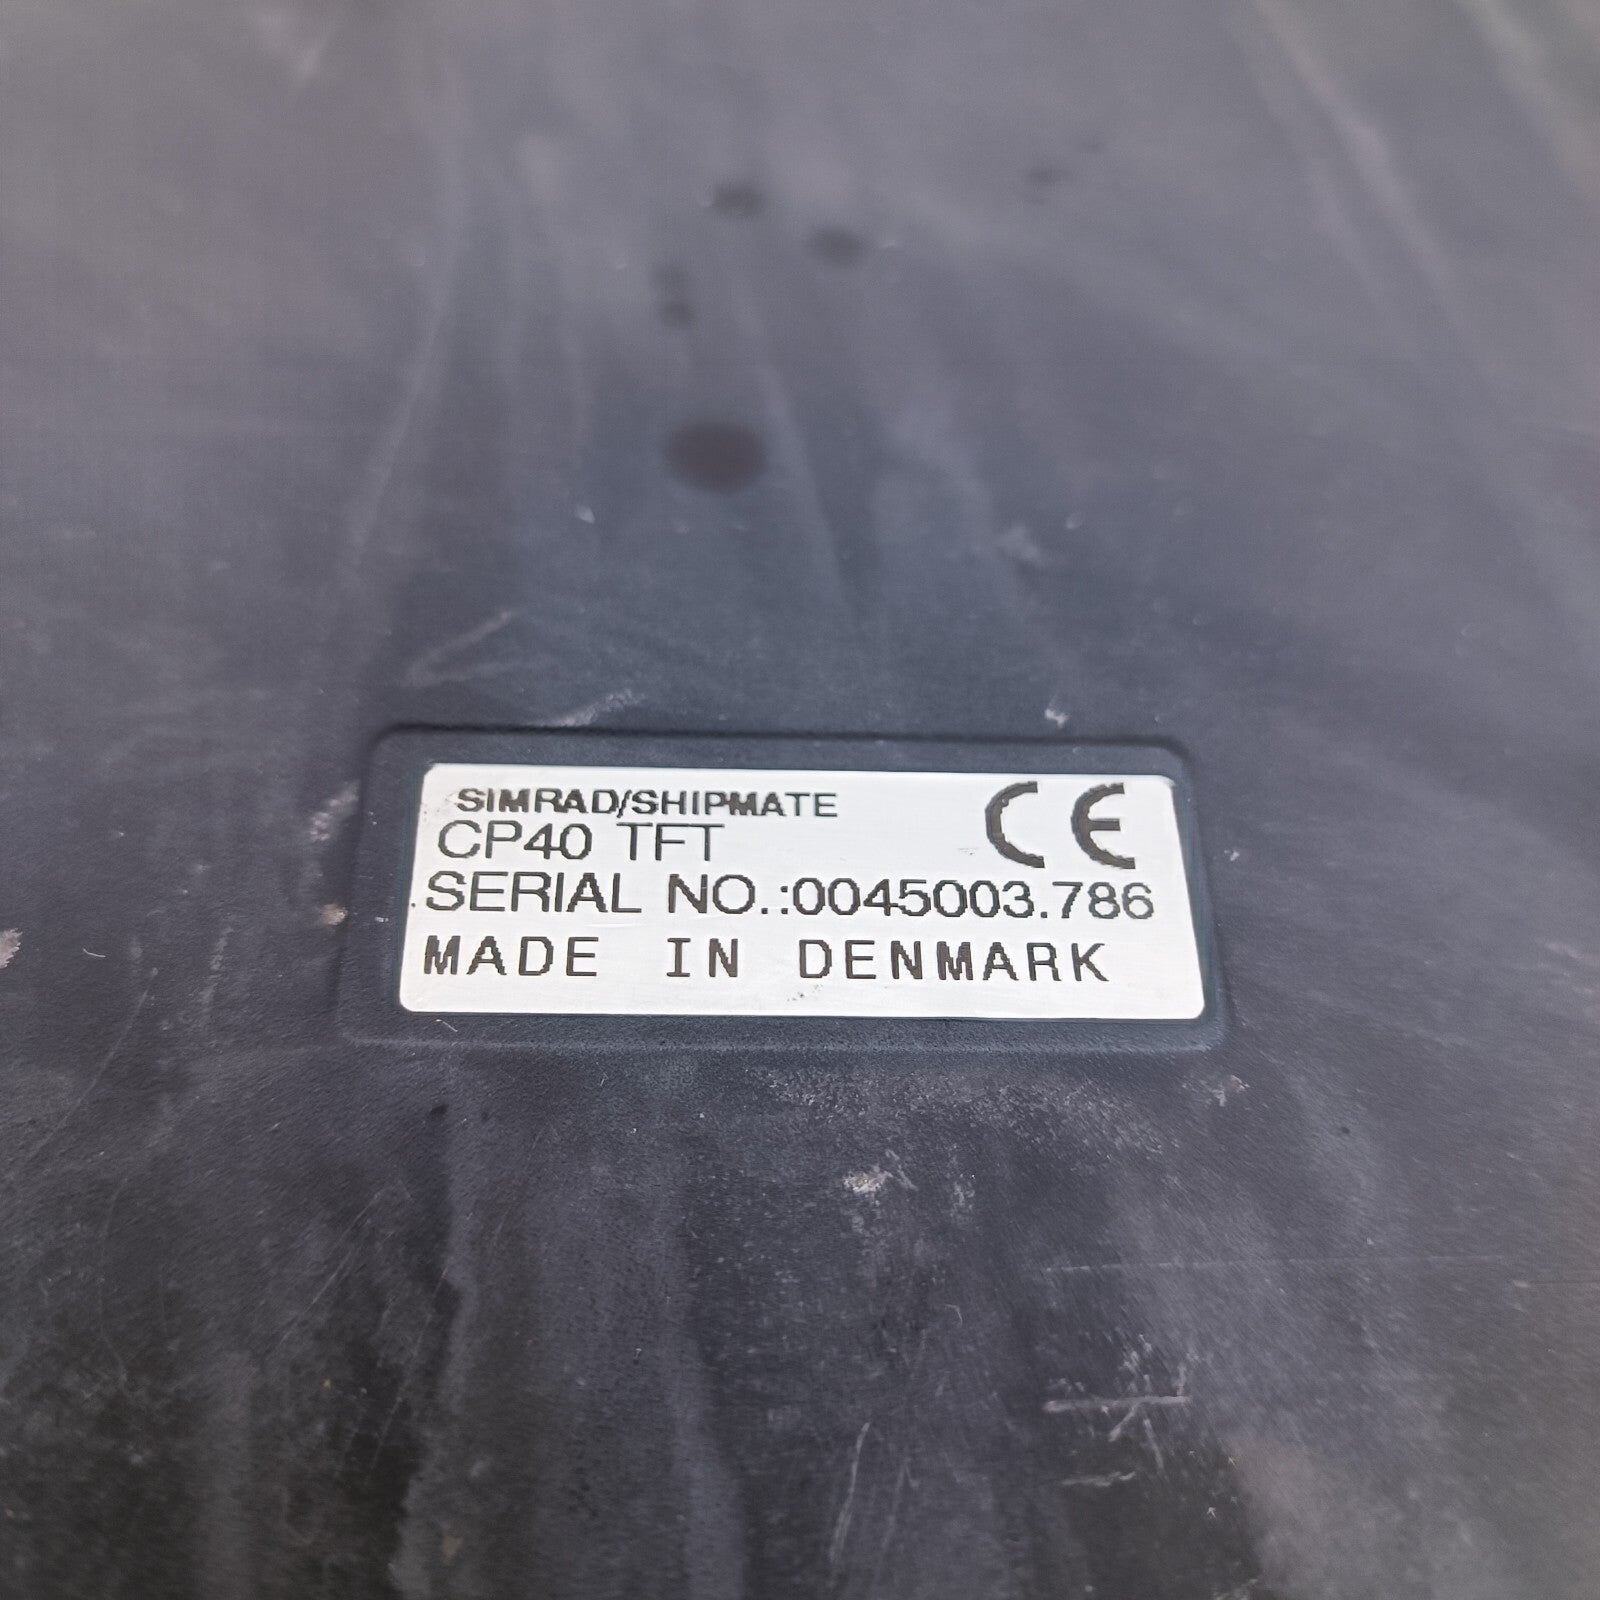 SIMRAD/SHIPMATE
CP40 TFT
CE
SERIAL NO.:0045003.786
MADE IN DENMARK